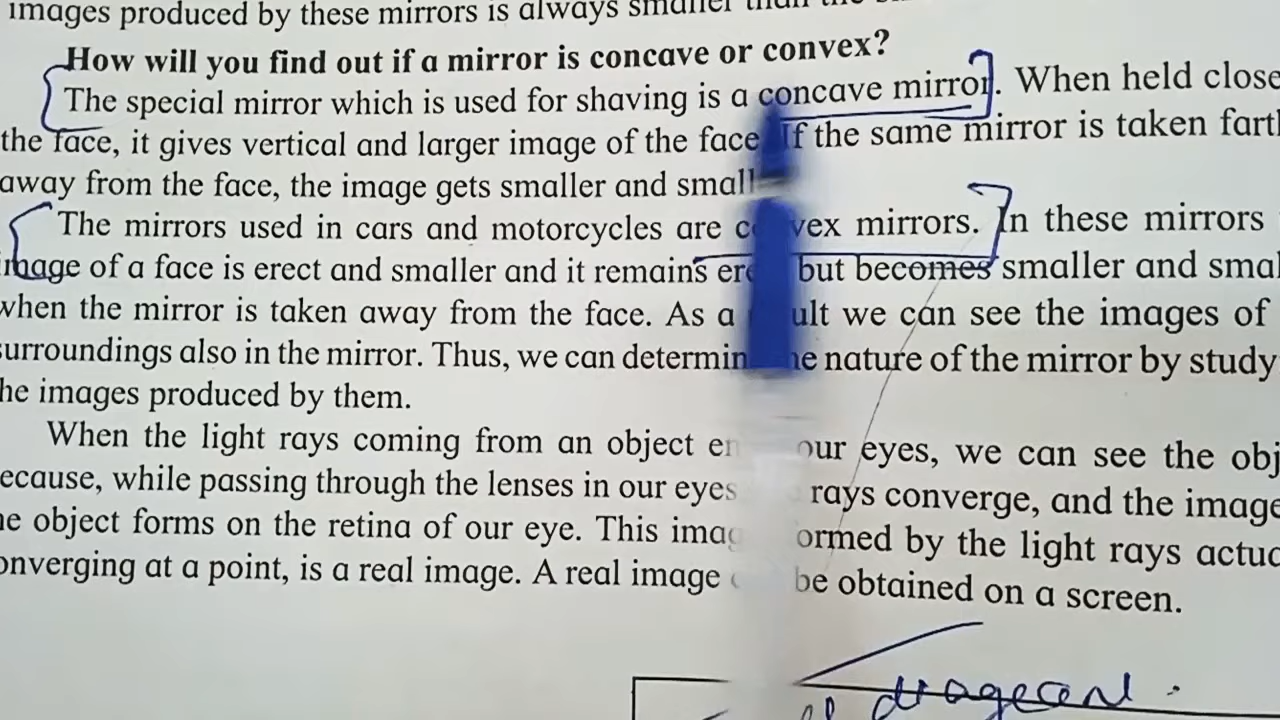 images produced by these mirrors is always smaller than the
How will you find out if a mirror is concave or convex?
The special mirror which is used for shaving is a concave mirror. When held close
the face, it gives vertical and larger image of the face. If the same mirror is taken fart
away from the face, the image gets smaller and small
The mirrors used in cars and motorcycles are c vex mirrors. In these mirrors
image of a face is erect and smaller and it remains ere but becomes smaller and smal
when the mirror is taken away from the face. As a ult we can see the images of
surroundings also in the mirror. Thus, we can determin he nature of the mirror by study
he images produced by them.
When the light rays coming from an object en our eyes, we can see the obj
ecause, while passing through the lenses in our eyes rays converge, and the image
he object forms on the retina of our eye. This imag ormed by the light rays actua
onverging at a point, is a real image. A real image be obtained on a screen.